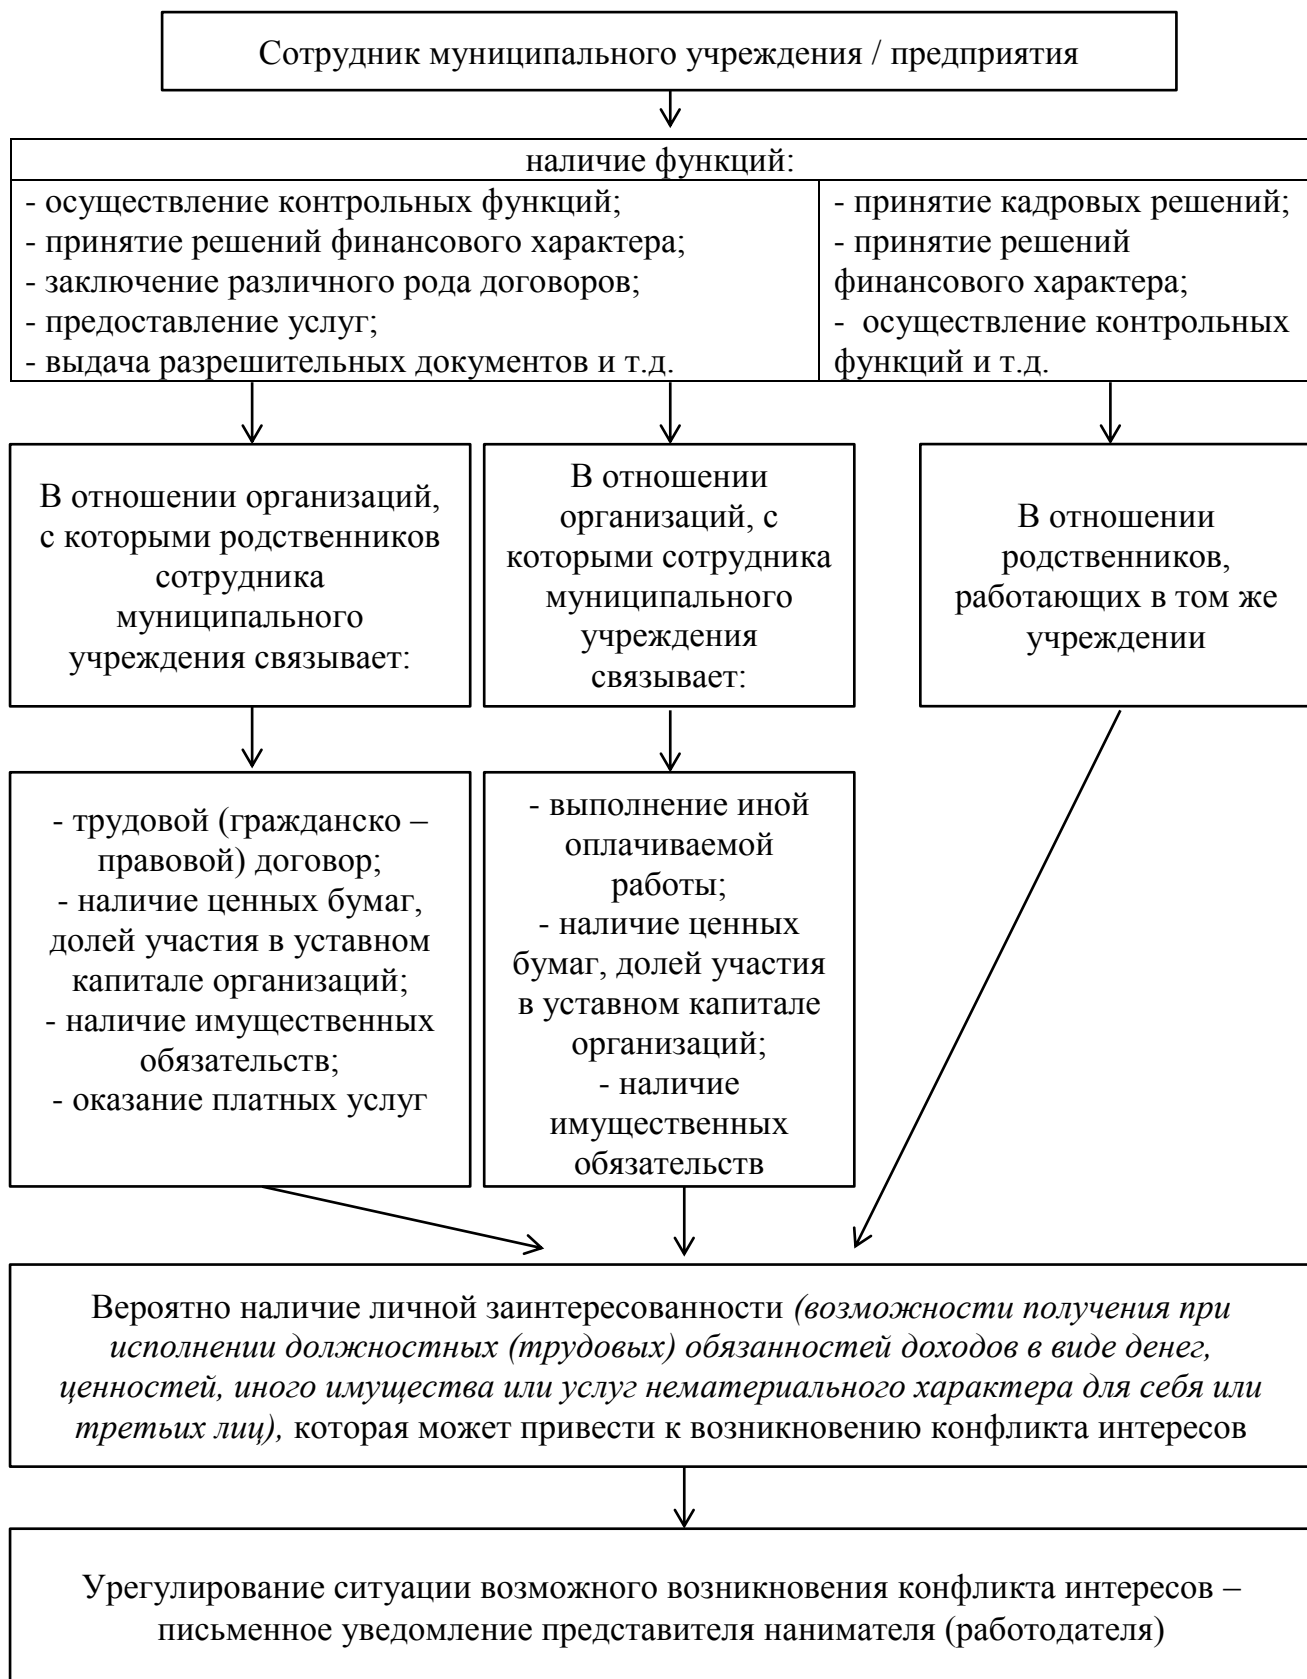 Сотрудник муниципального учреждения / предприятия
наличие функций:
- осуществление контрольных функций;
- принятие решений финансового характера;
- заключение различного рода договоров;
- предоставление услуг;
- выдача разрешительных документов и т.д.
- принятие кадровых решений;
- принятие решений
финансового характера;
- осуществление контрольных
функций и т.д.
В отношении организаций,
с которыми родственников
сотрудника
муниципального
учреждения связывает:
В отношении
организаций, с
которыми сотрудника
муниципального
учреждения
связывает:
В отношении
родственников,
работающих в том же
учреждении
- трудовой (гражданско –
правовой) договор;
- наличие ценных бумаг,
долей участия в уставном
капитале организаций;
- наличие имущественных
обязательств;
- оказание платных услуг
- выполнение иной
оплачиваемой
работы;
- наличие ценных
бумаг, долей участия
в уставном капитале
организаций;
- наличие
имущественных
обязательств
Вероятно наличие личной заинтересованности (возможности получения при
исполнении должностных (трудовых) обязанностей доходов в виде денег,
ценностей, иного имущества или услуг нематериального характера для себя или
третьих лиц), которая может привести к возникновению конфликта интересов
Урегулирование ситуации возможного возникновения конфликта интересов –
письменное уведомление представителя нанимателя (работодателя)